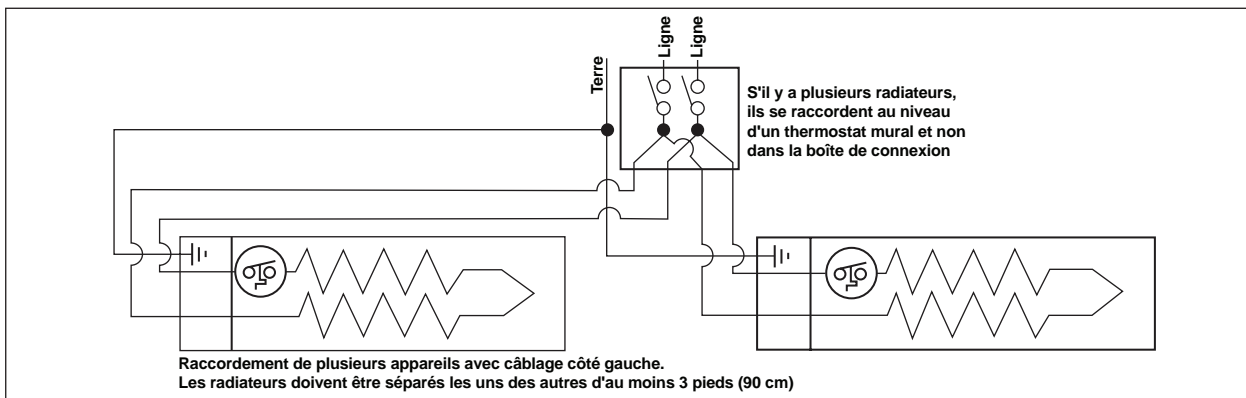 Terre
Ligne
Ligne
S'il y a plusieurs radiateurs,
ils se raccordent au niveau
d'un thermostat mural et non
dans la boîte de connexion
Raccordement de plusieurs appareils avec câblage côté gauche.
Les radiateurs doivent être séparés les uns des autres d'au moins 3 pieds (90 cm)